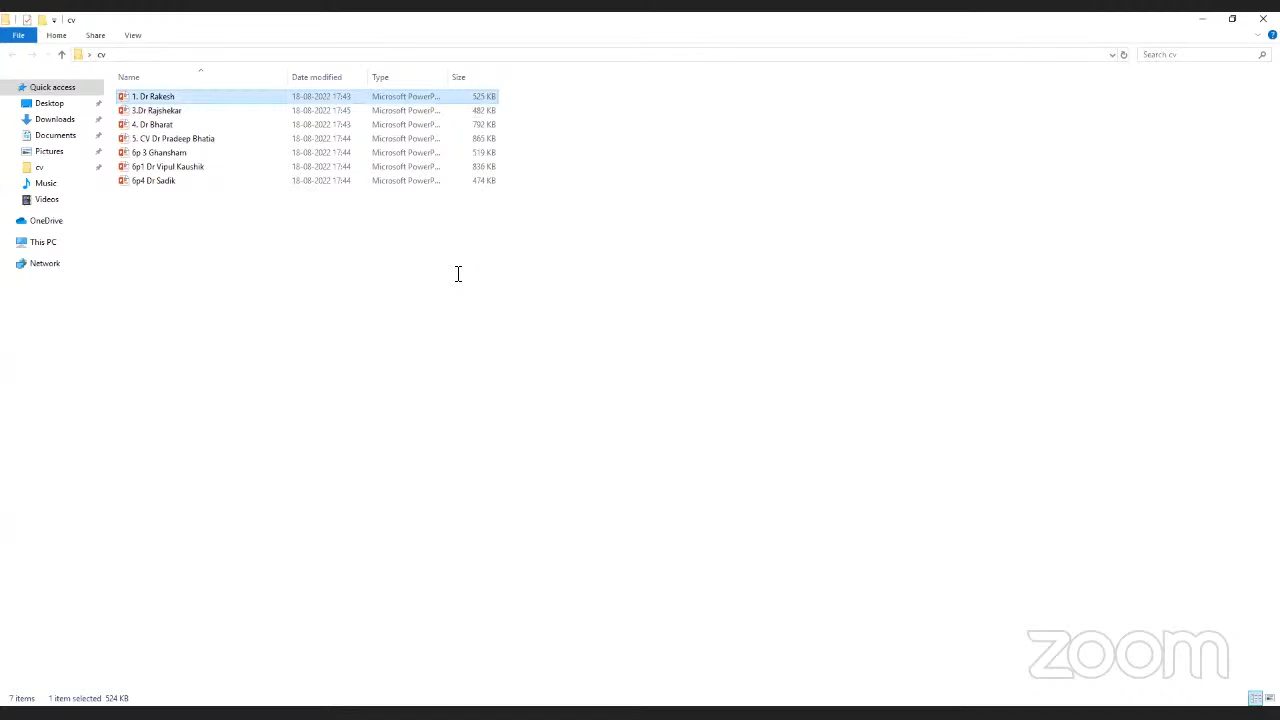 cv
File Home Share View
cv Search cv
Name Date modified Type Size
Quick access
Desktop
Downloads
Documents
Pictures
cv
Music
Videos
OneDrive
This PC
Network
1. Dr Rakesh 18-08-2022 17:43 Microsoft PowerP... 525 KB
3.Dr Rajshekar 18-08-2022 17:45 Microsoft PowerP... 482 KB
4. Dr Bharat 18-08-2022 17:43 Microsoft PowerP... 792 KB
5. CV Dr Pradeep Bhatia 18-08-2022 17:44 Microsoft PowerP... 865 KB
6p 3 Ghansham 18-08-2022 17:44 Microsoft PowerP... 519 KB
6p1 Dr Vipul Kaushik 18-08-2022 17:44 Microsoft PowerP... 836 KB
6p4 Dr Sadik 18-08-2022 17:44 Microsoft PowerP... 474 KB
zoom
7 items 1 item selected 524 KB